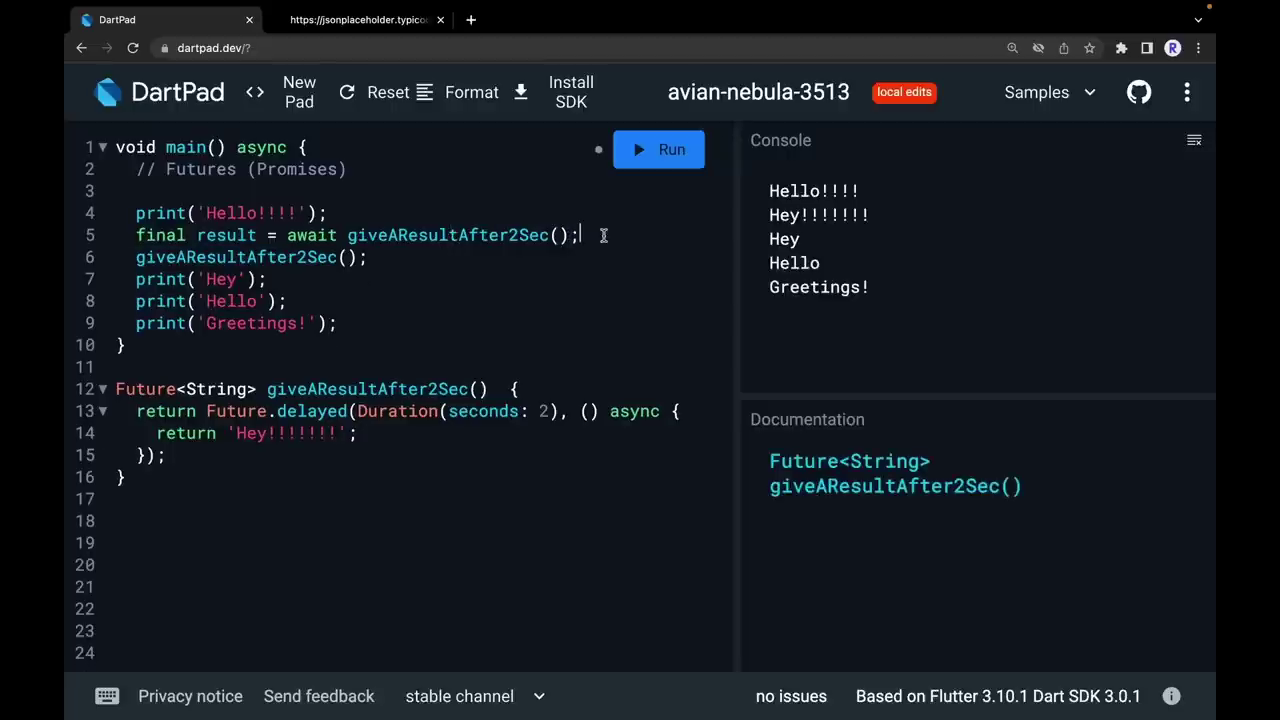 DartPad
https://jsonplaceholder.typico
dartpad.dev/?
R
DartPad
New Pad
Reset
Format
Install SDK
avian-nebula-3513
local edits
Samples
Run
1 void main() async {
2 // Futures (Promises)
3
4 print('Hello!!!!');
5 final result = await giveAResultAfter2Sec();
6 giveAResultAfter2Sec();
7 print('Hey');
8 print('Hello');
9 print('Greetings!');
10 }
11
12 Future<String> giveAResultAfter2Sec()  {
13 return Future.delayed(Duration(seconds: 2), () async {
14 return 'Hey!!!!!!!';
15 });
16 }
17
18
19
20
21
22
23
24
Console
Hello!!!!
Hey!!!!!!!
Hey
Hello
Greetings!
Documentation
Future<String>
giveAResultAfter2Sec()
Privacy notice
Send feedback
stable channel
no issues
Based on Flutter 3.10.1 Dart SDK 3.0.1